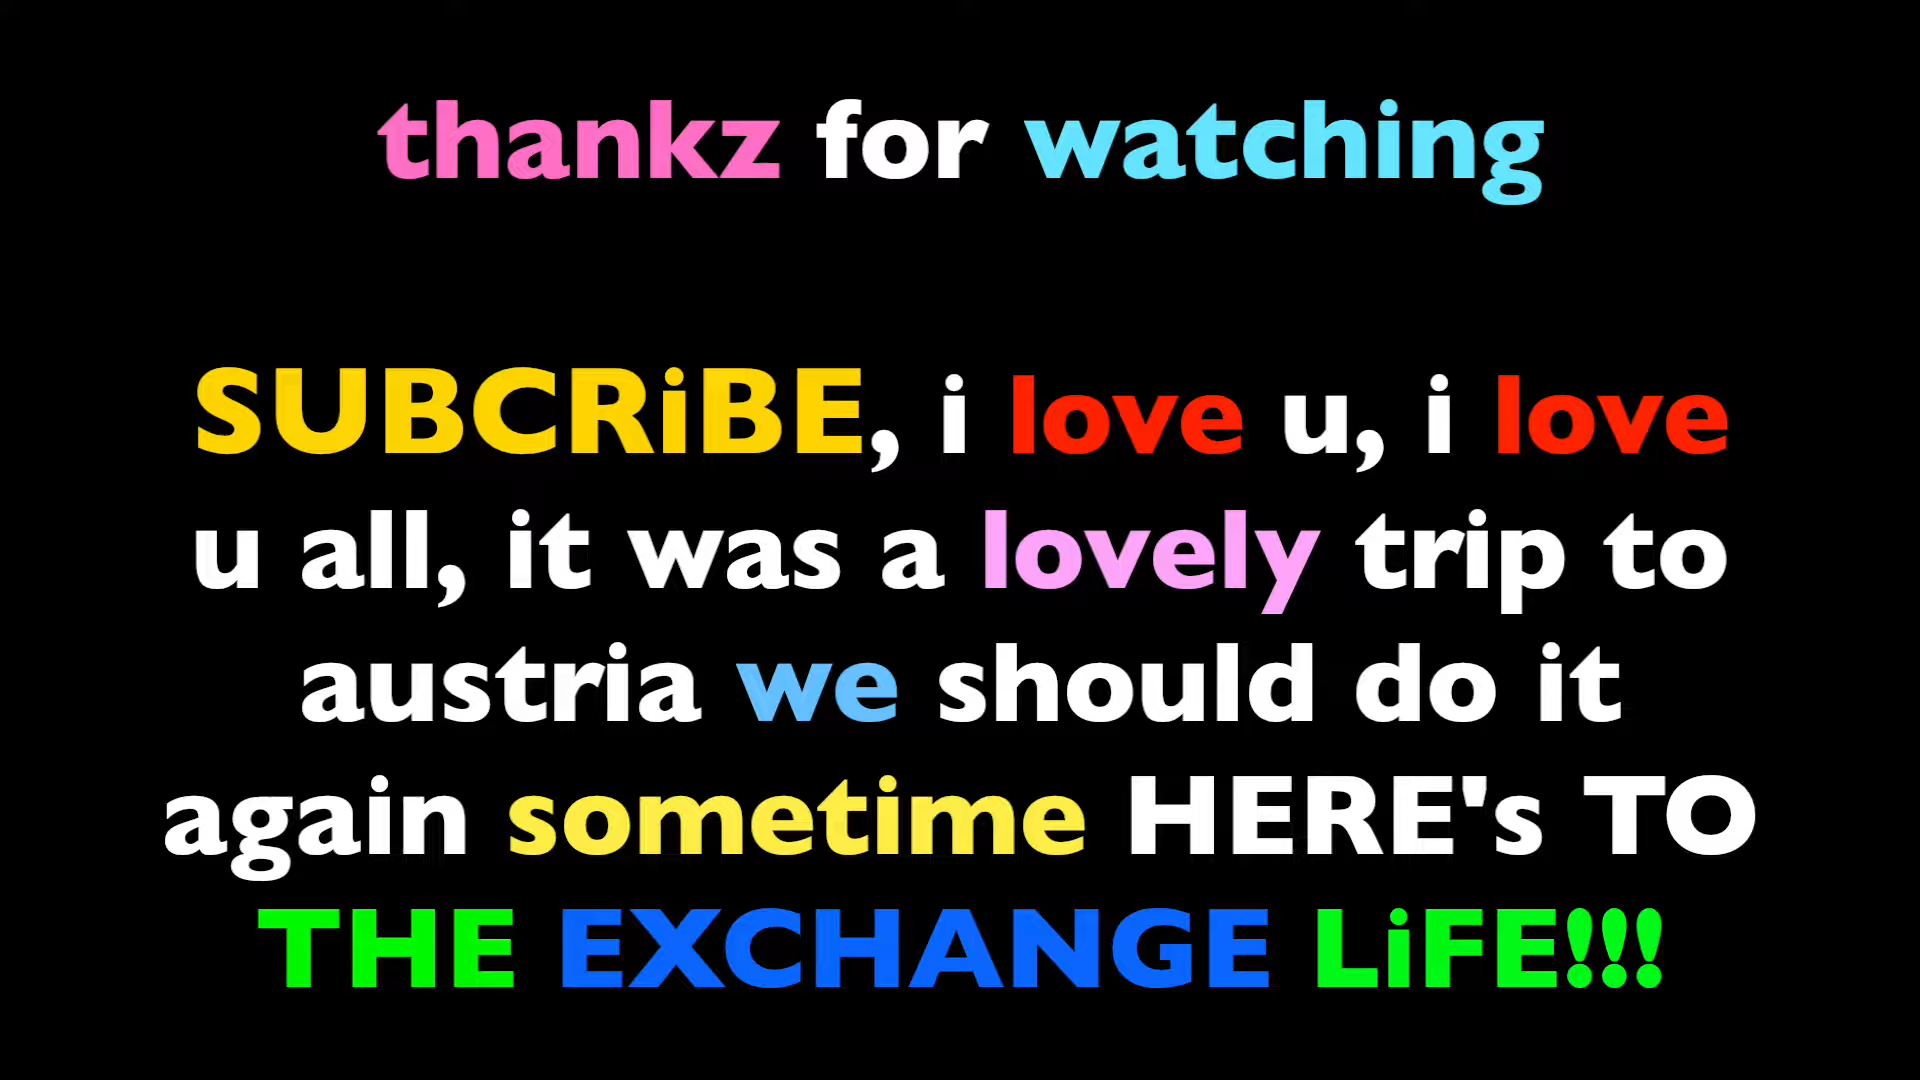 thankz for watching
SUBCRiBE, i love u, i love
u all, it was a lovely trip to
austria we should do it
again sometime HERE's TO
THE EXCHANGE LiFE!!!